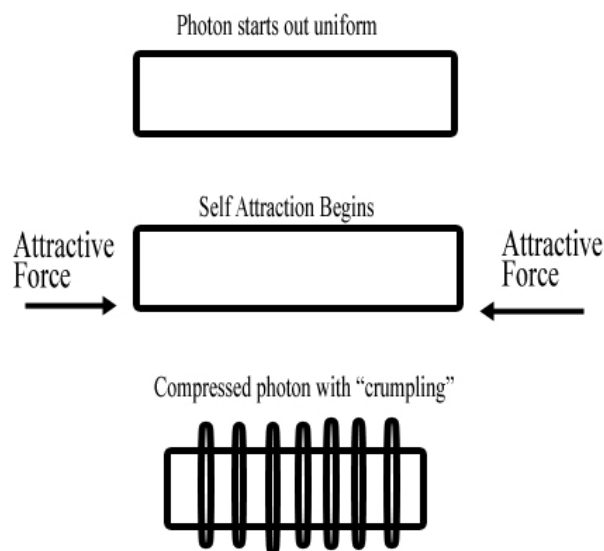 Photon starts out uniform
Self Attraction Begins
Attractive
Force
Attractive
Force
Compressed photon with “crumpling”